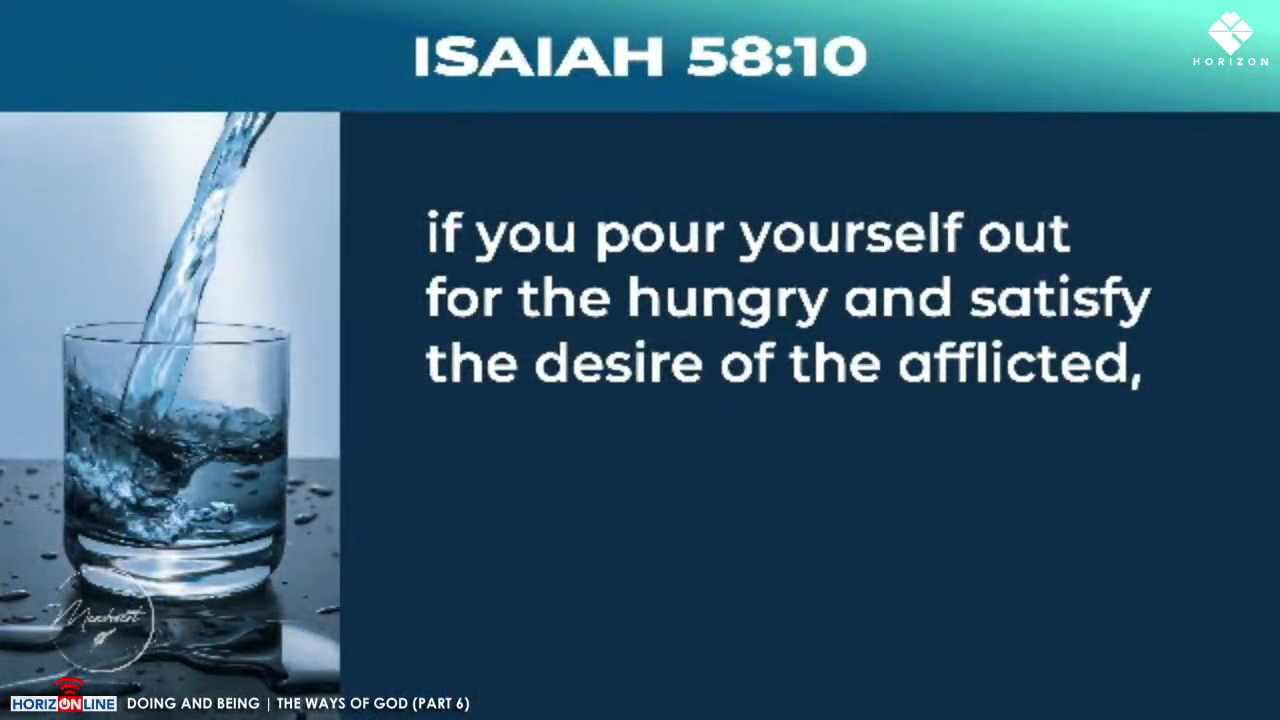 ISAIAH 58:10
HORIZON
if you pour yourself out
for the hungry and satisfy
the desire of the afflicted,
HORIZONLINE DOING AND BEING | THE WAYS OF GOD (PART 6)